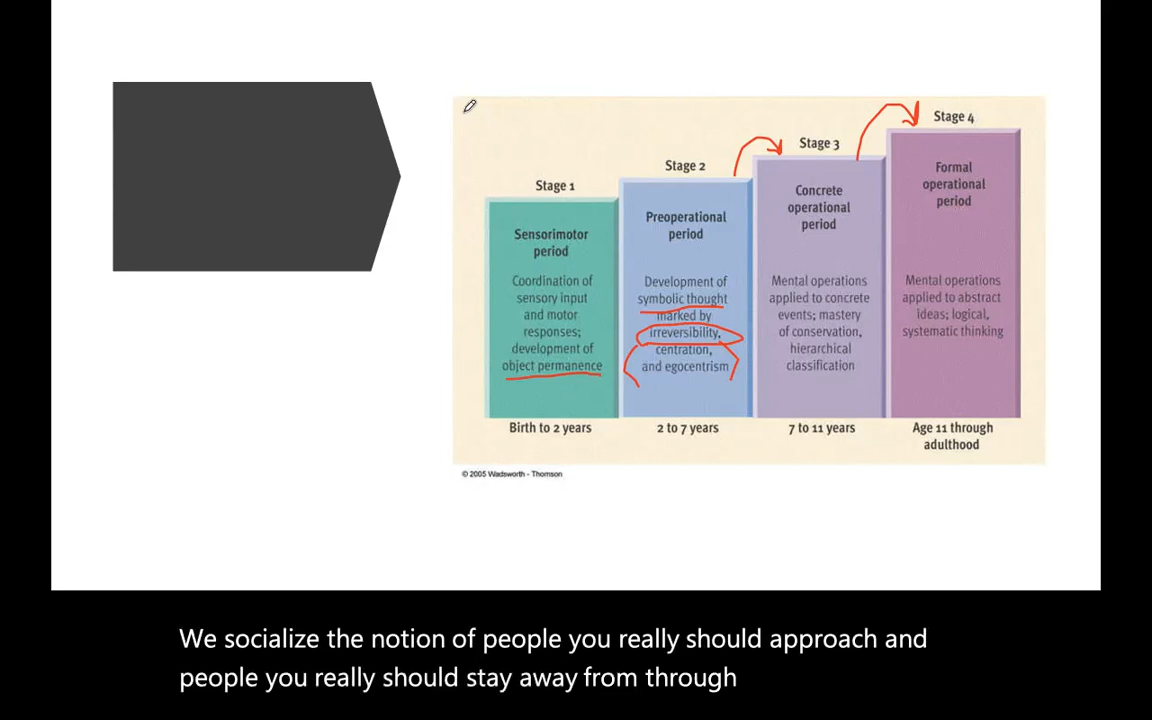 Stage 1
Sensorimotor
period
Coordination of
sensory input
and motor
responses;
development of
object permanence
Birth to 2 years
Stage 2
Preoperational
period
Development of
symbolic thought
marked by
irreversibility,
centration,
and egocentrism
2 to 7 years
Stage 3
Concrete
operational
period
Mental operations
applied to concrete
events; mastery
of conservation,
hierarchical
classification
7 to 11 years
Stage 4
Formal
operational
period
Mental operations
applied to abstract
ideas; logical,
systematic thinking
Age 11 through
adulthood
© 2005 Wadsworth - Thomson
We socialize the notion of people you really should approach and
people you really should stay away from through